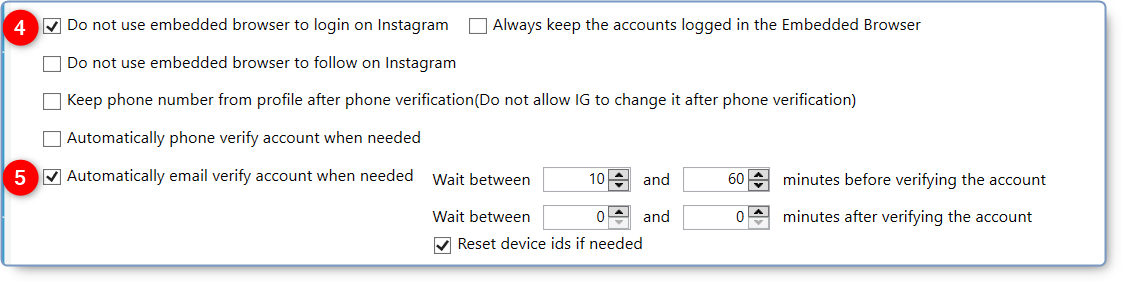 4 Do not use embedded browser to login on Instagram Always keep the accounts logged in the Embedded Browser
Do not use embedded browser to follow on Instagram
Keep phone number from profile after phone verification(Do not allow IG to change it after phone verification)
Automatically phone verify account when needed
5 Automatically email verify account when needed Wait between 10 and 60 minutes before verifying the account
Wait between 0 and 0 minutes after verifying the account
Reset device ids if needed